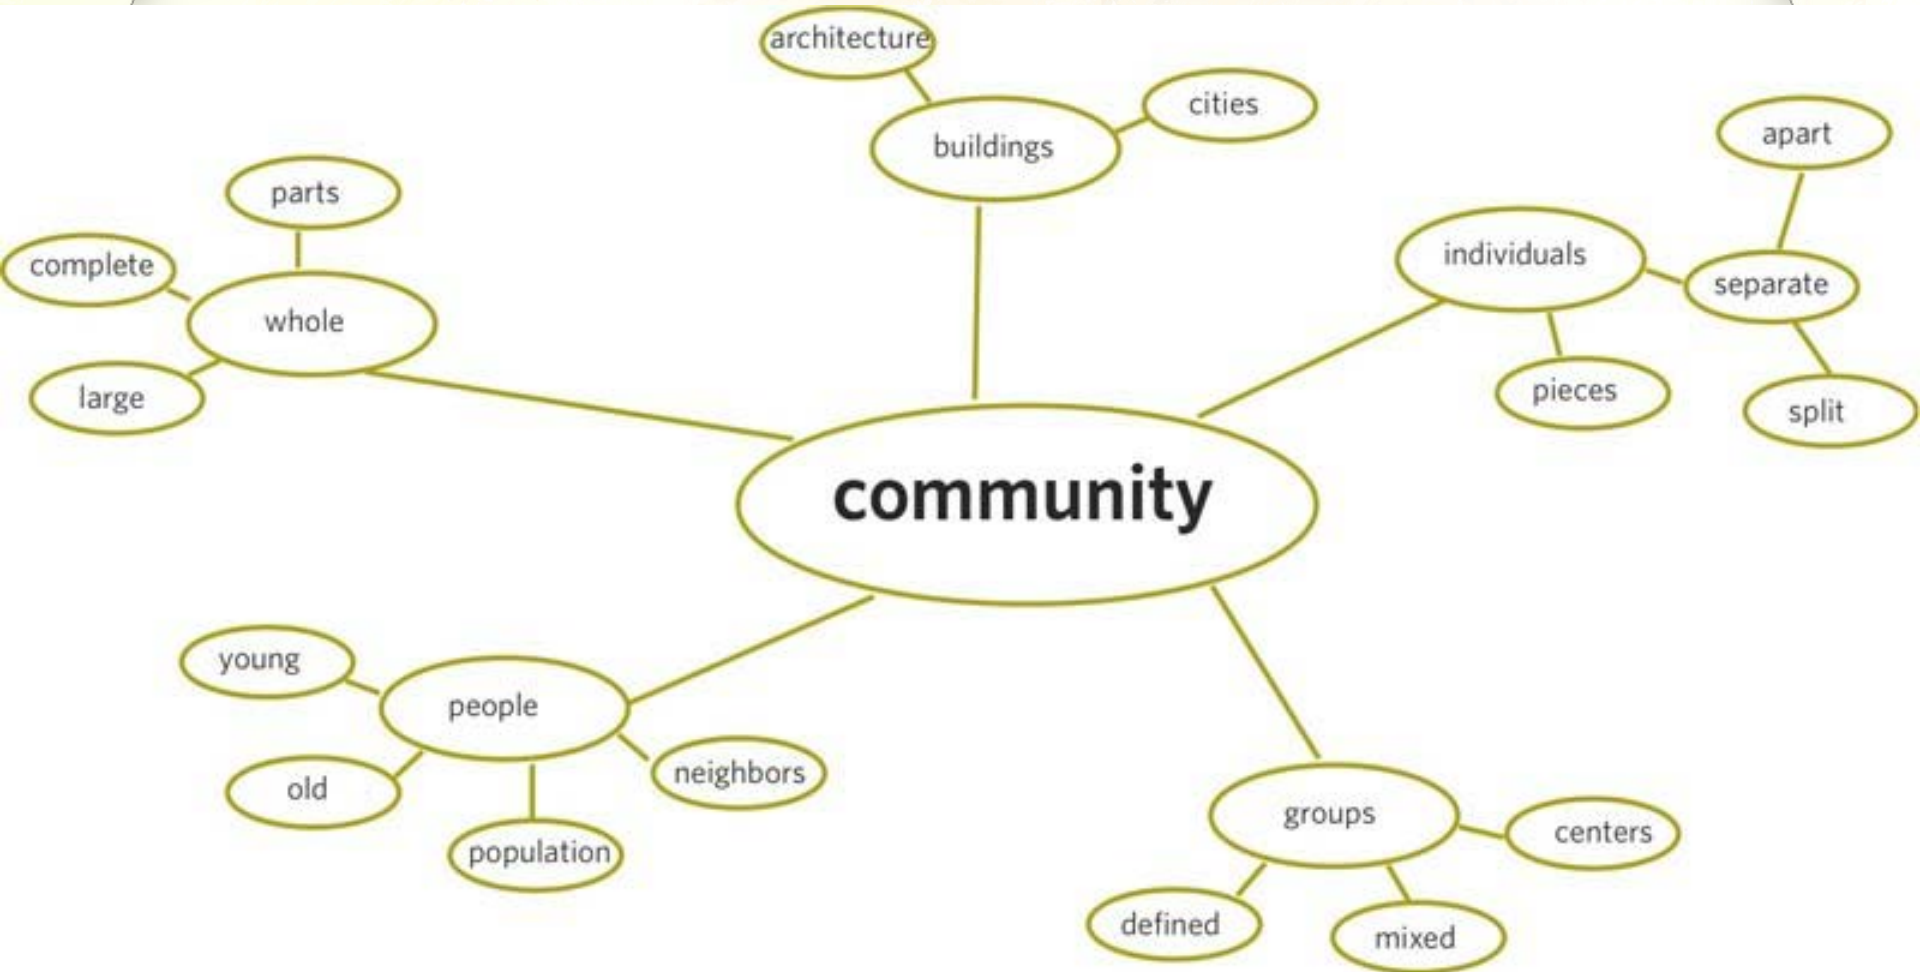 architecture
cities
buildings
apart
parts
individuals
complete
separate
whole
pieces
large
split
community
young
people
neighbors
old
population
groups
centers
defined
mixed